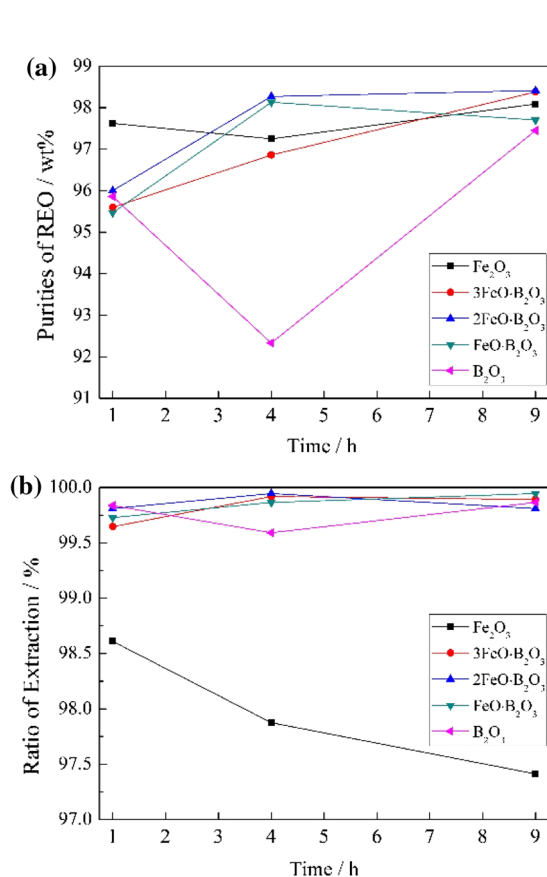 (a)
99
98
97
96
95
94
93
92
91
Purities of REO / wt%
Fe₂O₃
3FeO·B₂O₃
2FeO·B₂O₃
FeO·B₂O₃
B₂O₃
1 2 3 4 5 6 7 8 9
Time / h
(b)
100.0
99.5
99.0
98.5
98.0
97.5
97.0
Ratio of Extraction / %
Fe₂O₃
3FeO·B₂O₃
2FeO·B₂O₃
FeO·B₂O₃
B₂O₃
1 2 3 4 5 6 7 8 9
Time / h